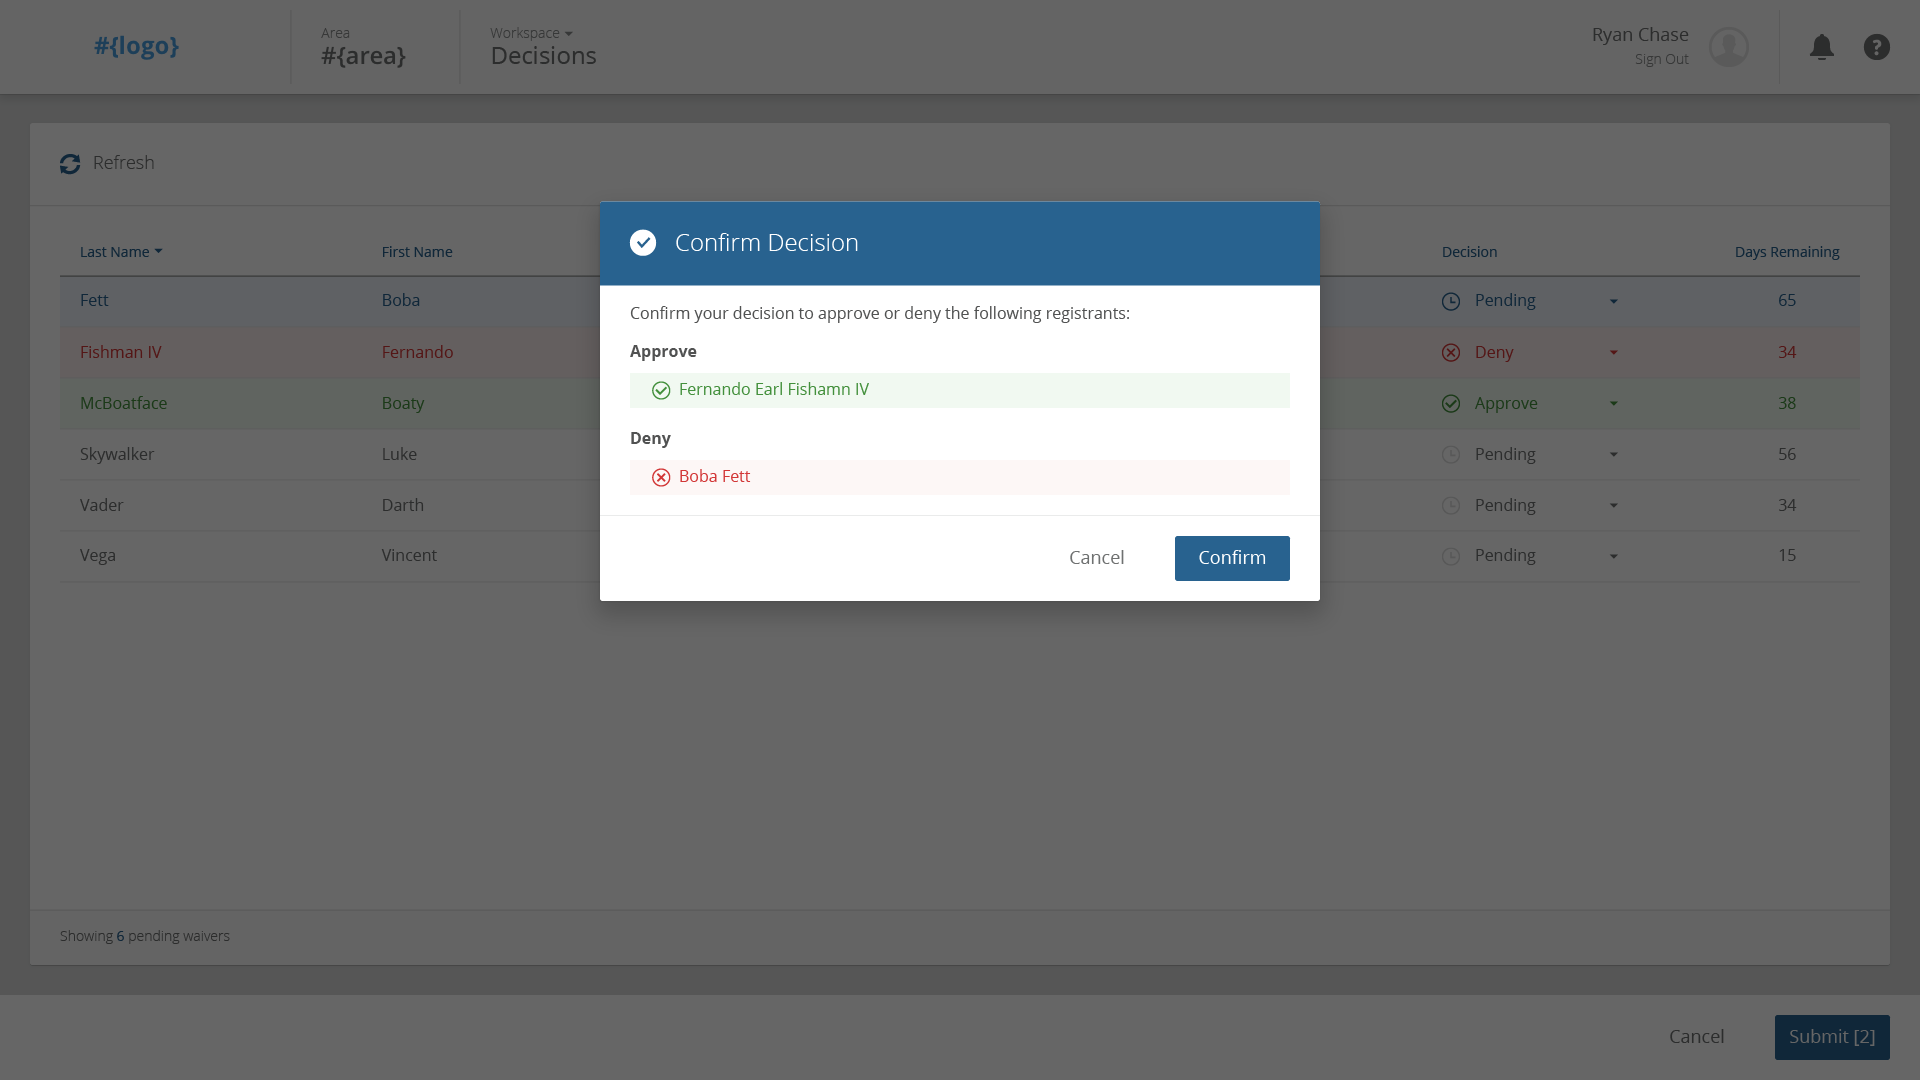 #{logo}
Area
#{area}
Workspace
Decisions
Ryan Chase
Sign Out
?
Refresh
Last Name First Name Decision Days Remaining
Fett Boba Pending 65
Fishman IV Fernando Deny 34
McBoatface Boaty Approve 38
Skywalker Luke Pending 56
Vader Darth Pending 34
Vega Vincent Pending 15
Confirm Decision
Confirm your decision to approve or deny the following registrants:
Approve
Fernando Earl Fishamn IV
Deny
Boba Fett
Cancel Confirm
Showing 6 pending waivers
Cancel Submit [2]